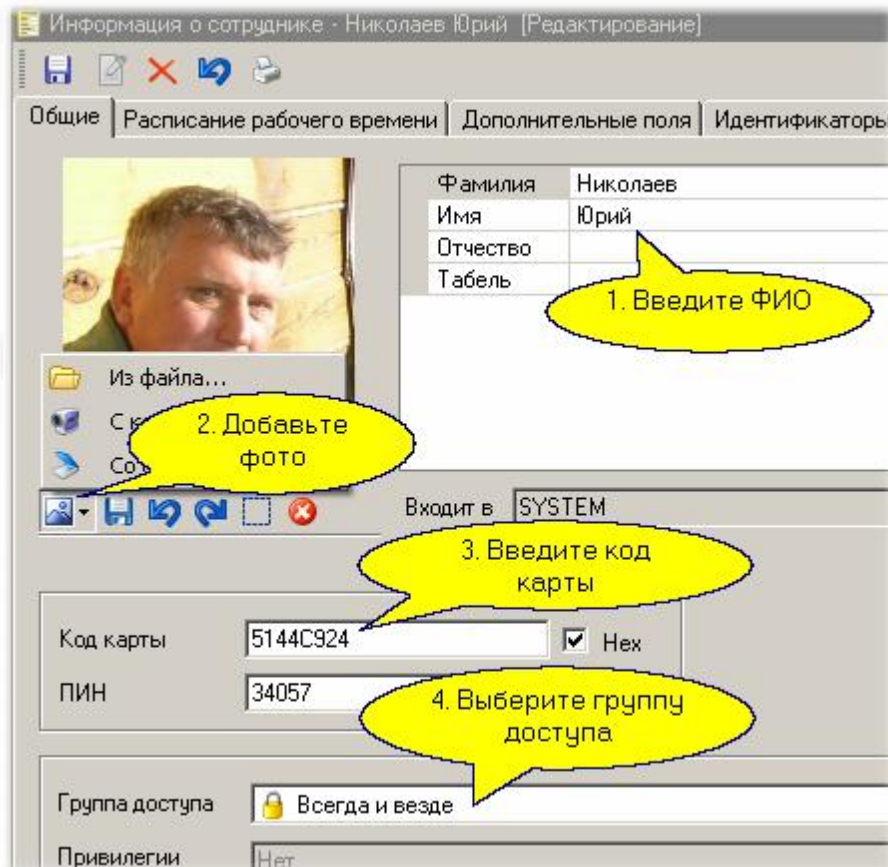 Информация о сотруднике - Николаев Юрий [Редактирование]
Общие Расписание рабочего времени Дополнительные поля Идентификаторы
Фамилия Николаев
Имя Юрий
Отчество
Табель
1. Введите ФИО
Из файла...
С
2. Добавьте
фото
Входит в SYSTEM
3. Введите код
карты
Код карты 5144C924 Hex
ПИН 34057
4. Выберите группу
доступа
Группа доступа Всегда и везде
Привилегии Нет